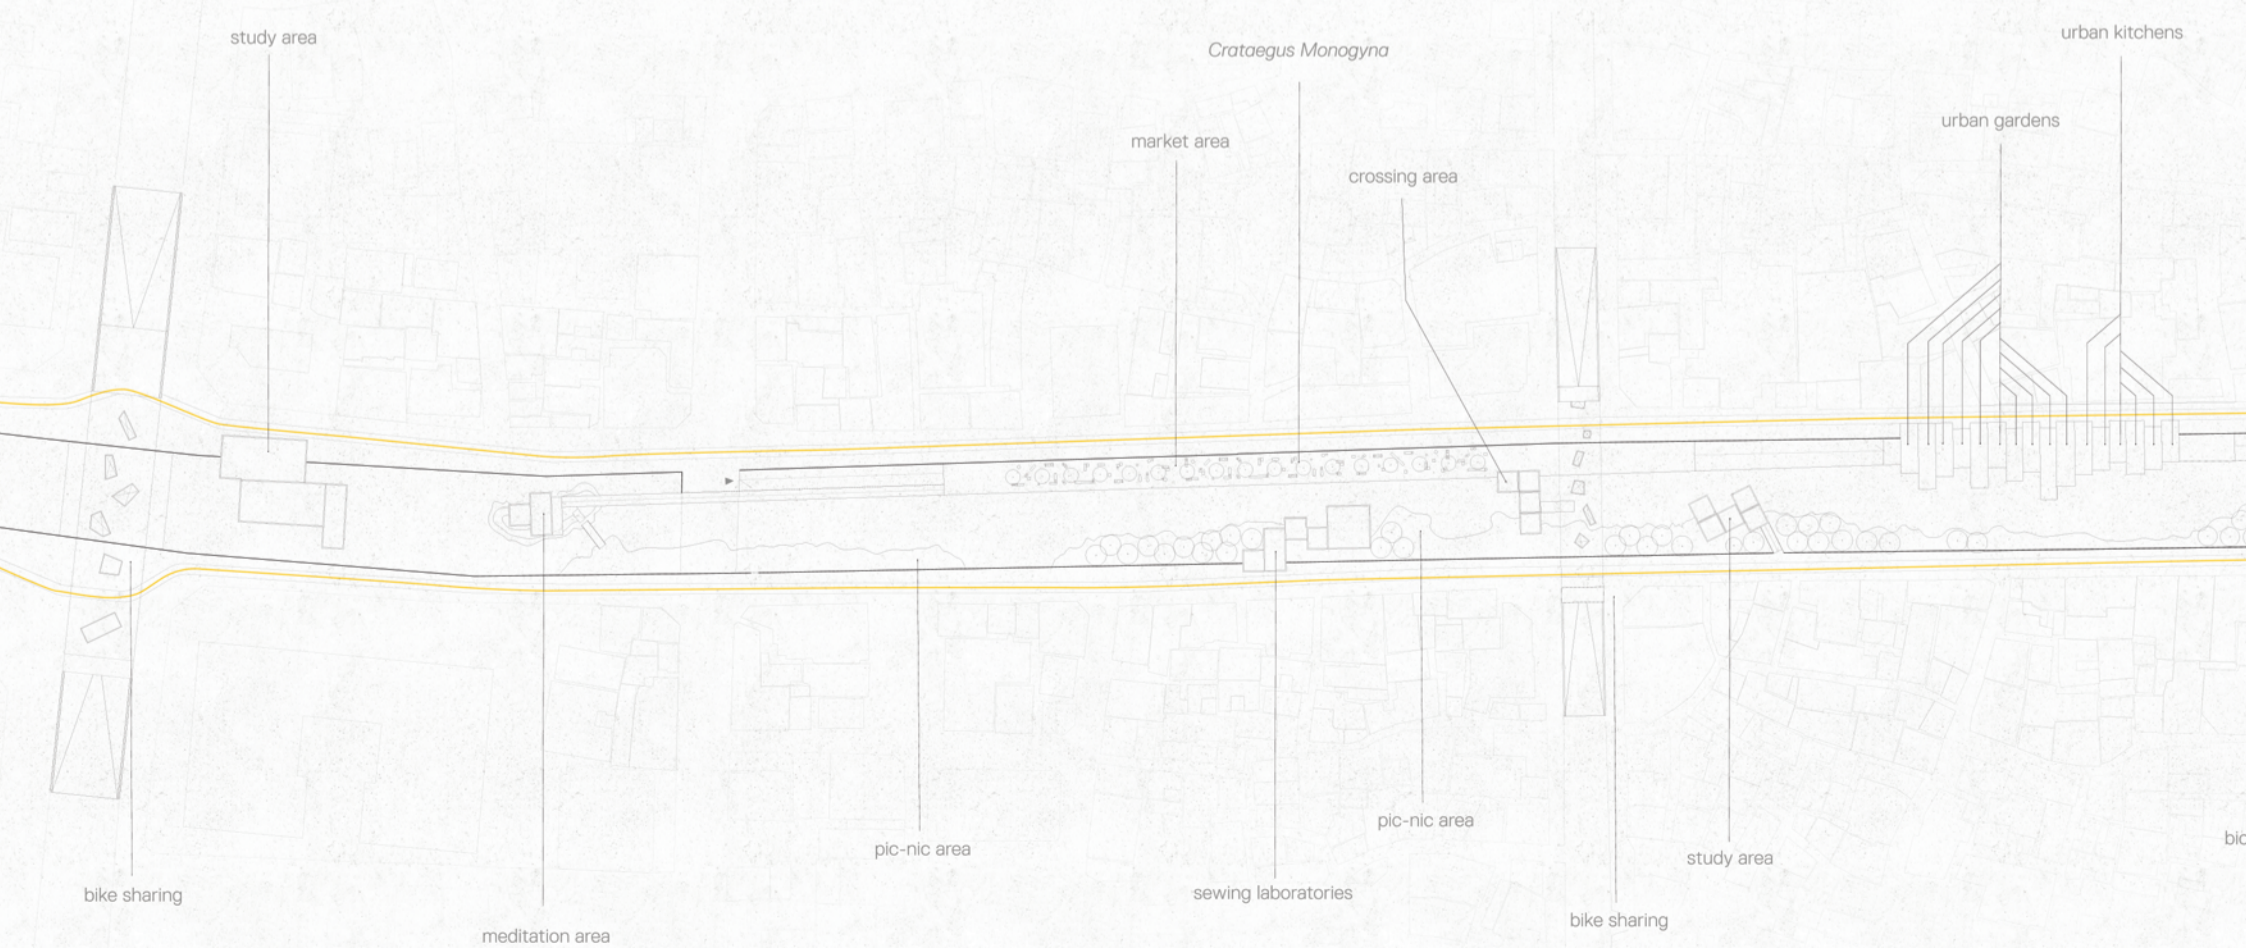 study area
Crataegus Monogyna
urban kitchens
urban gardens
market area
crossing area
pic-nic area
pic-nic area
study area
bike sharing
sewing laboratories
bike sharing
meditation area